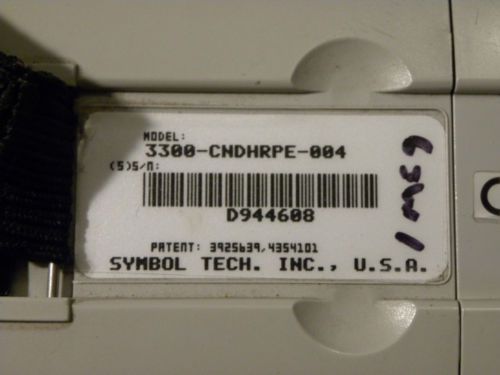 MODEL:
3300-CNDHRPE-004
(S)S/N:
D944608
PATENT: 3925639,4354101
SYMBOL TECH. INC., U.S.A.